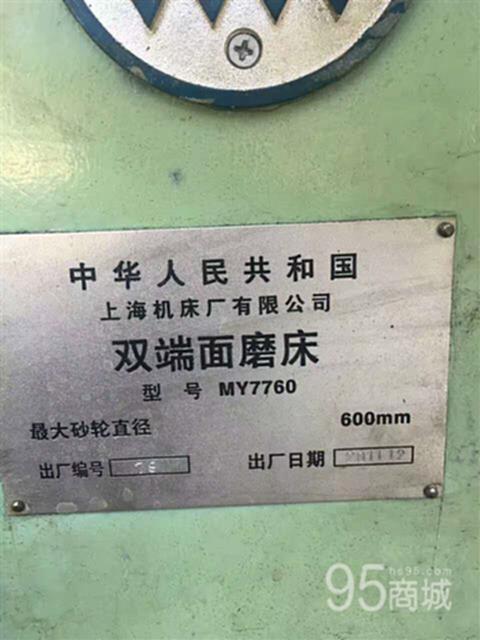 中华人民共和国
上海机床厂有限公司
双端面磨床
型 号 MY7760
最大砂轮直径 600mm
出厂编号 出厂日期
hs95.com
95商城